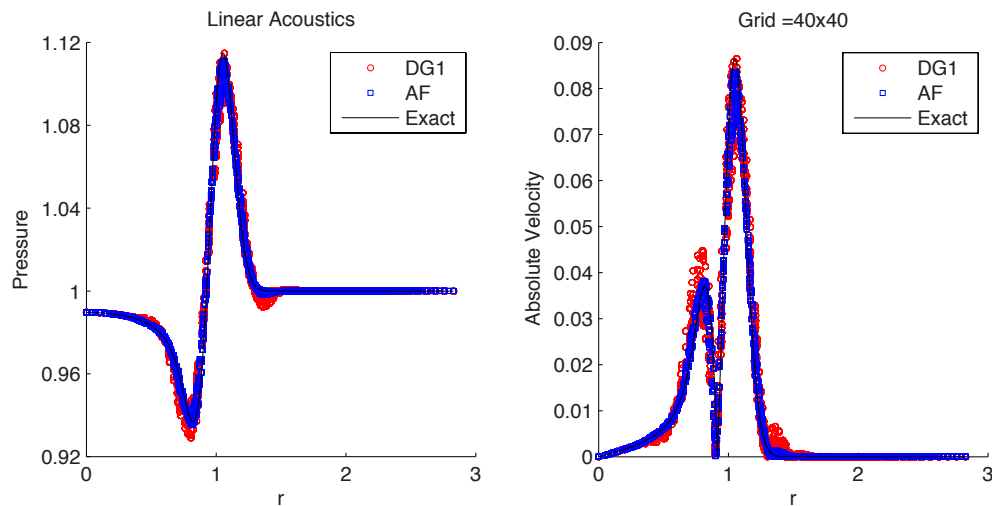 Linear Acoustics
1.12
1.08
1.04
1
0.96
0.92
Pressure
0
1
2
3
r
DG1
AF
Exact
Grid =40x40
0.09
0.08
0.07
0.06
0.05
0.04
0.03
0.02
0.01
0
Absolute Velocity
0
1
2
3
r
DG1
AF
Exact